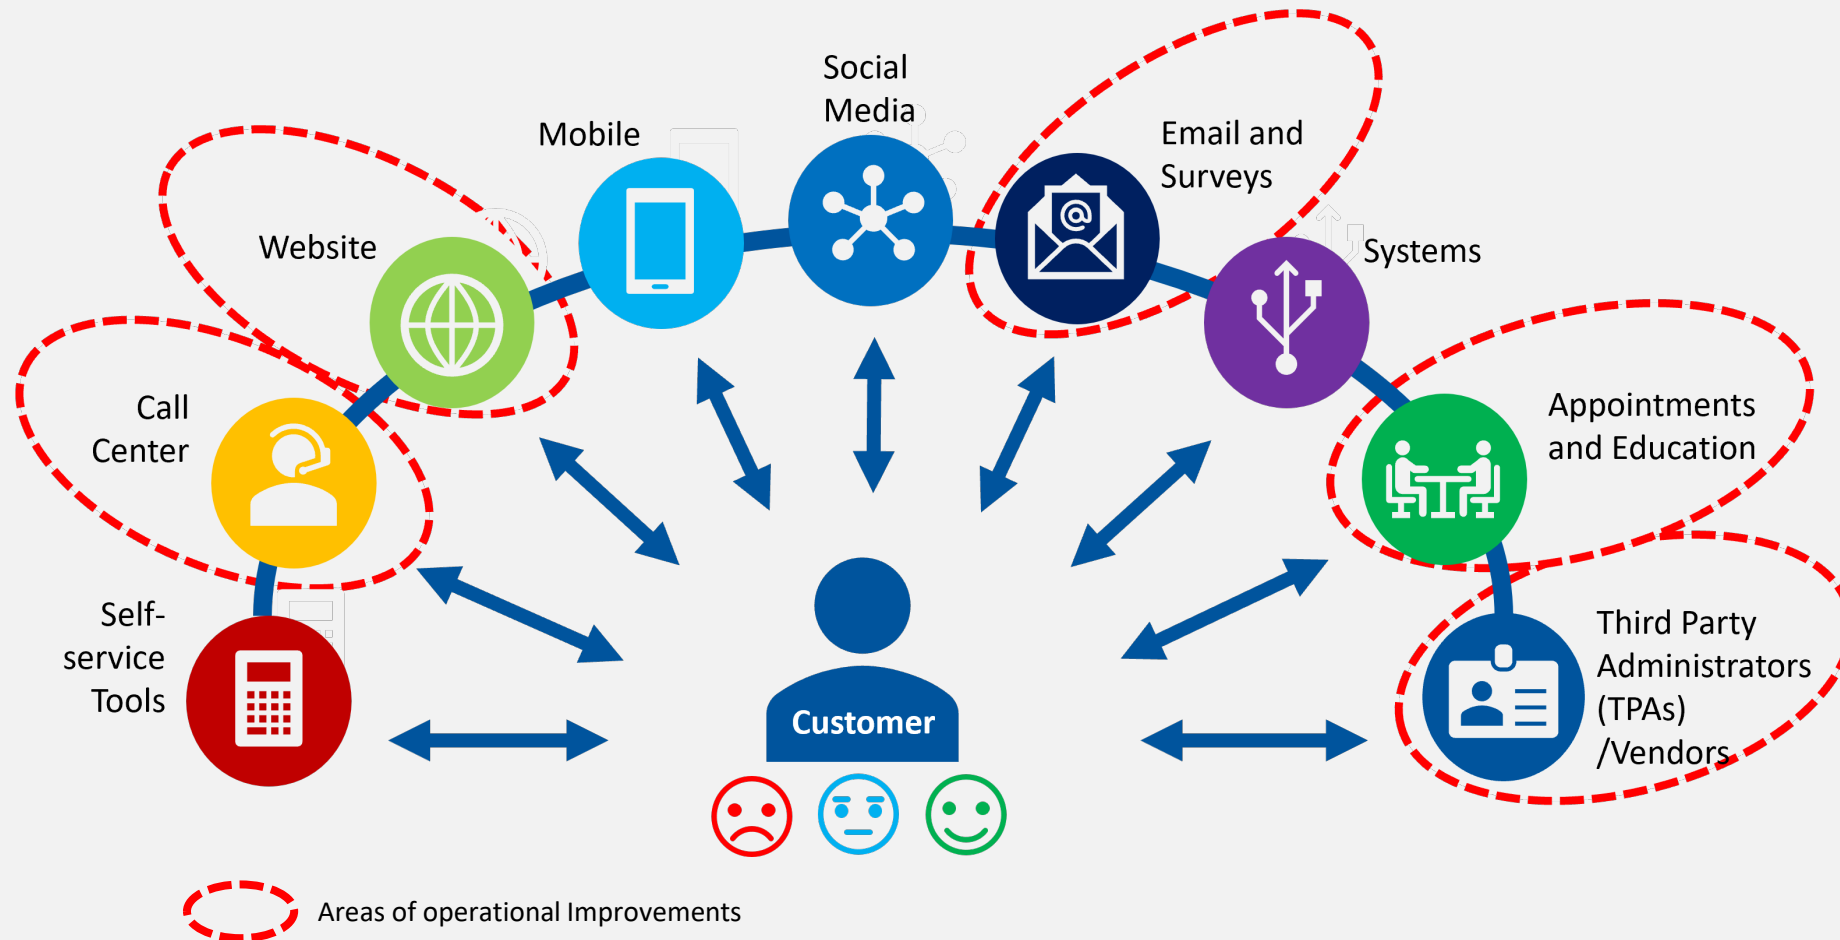 Social
Media
Mobile
Email and
Surveys
@
Website
Systems
Call
Center
Appointments
and Education
Self-
service
Tools
Third Party
Administrators
(TPAs)
/Vendors
Customer
Areas of operational Improvements